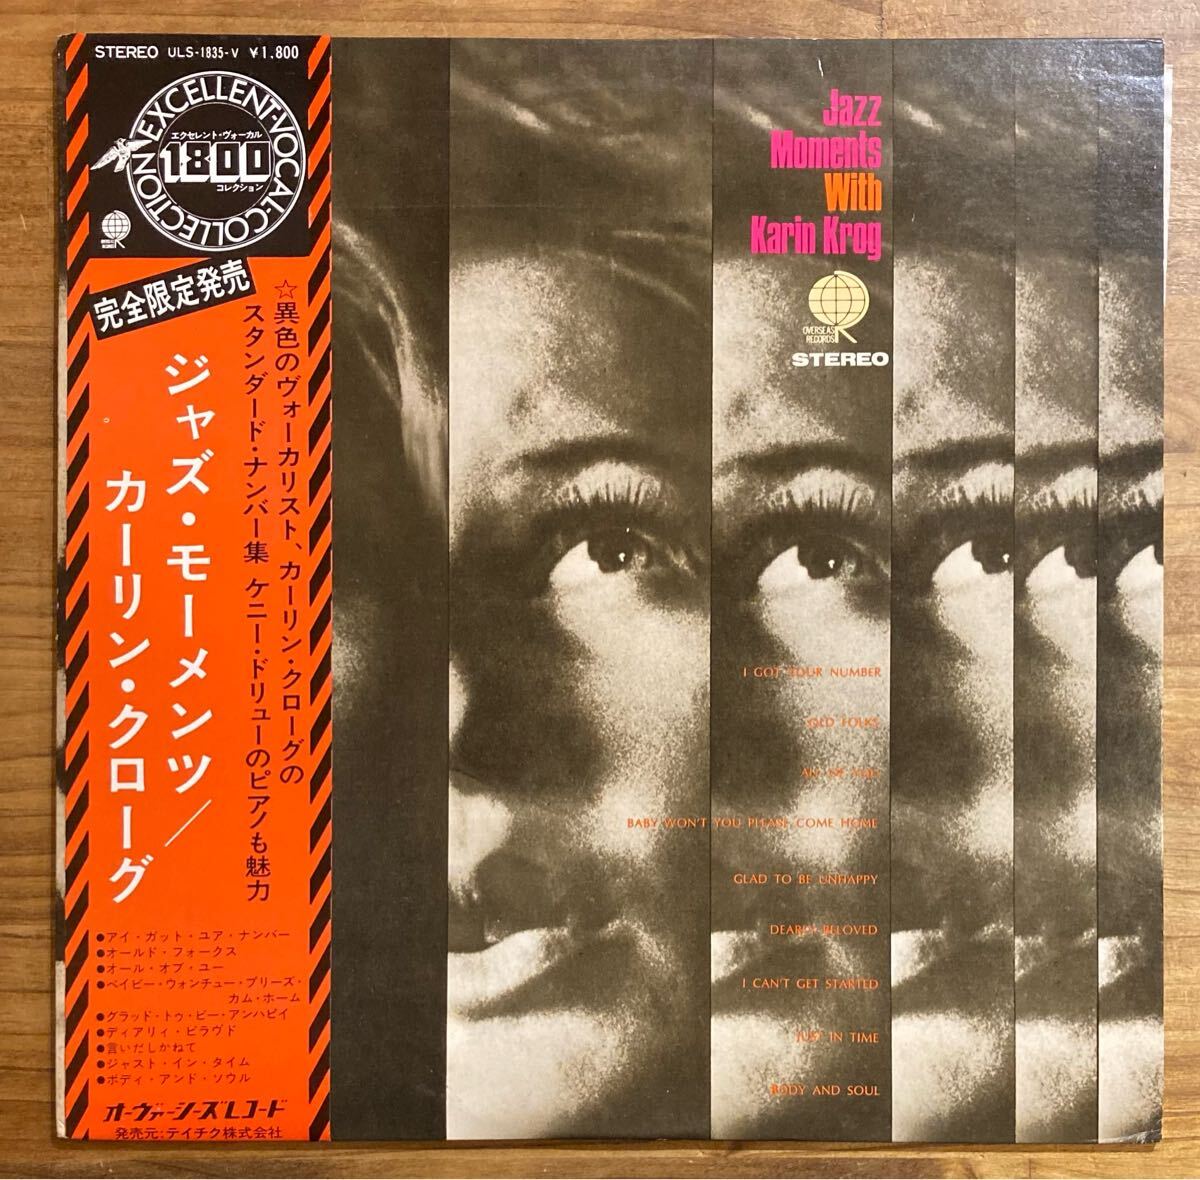 STEREO ULS-1835-V ¥1,800
EXCELLENT・VOCAL・COLLECTION
エクセレント・ヴォーカル
1800
コレクション
OVERSEAS
RECORDS
完全限定発売
☆異色のヴォーカリスト、カーリン・クローグの
スタンダード・ナンバー集 ケニー・ドリューのピアノも魅力
ジャズ・モーメンツ／
カーリン・クローグ
●アイ・ガット・ユア・ナンバー
●オールド・フォークス
●オール・オブ・ユー
●ベイビー・ウォンチュー・プリーズ・
カム・ホーム
●グラッド・トゥ・ビー・アンハピイ
●ディアリィ・ビラヴド
●言いだしかねて
●ジャスト・イン・タイム
●ボディ・アンド・ソウル
オーヴァーシーズレコード
発売元:テイチク株式会社
Jazz
Moments
With
Karin Krog
OVERSEAS
RECORDS
STEREO
I GOT YOUR NUMBER
OLD FOLKS
ALL OF YOU
BABY WON'T YOU PLEASE COME HOME
GLAD TO BE UNHAPPY
DEARLY BELOVED
I CAN'T GET STARTED
JUST IN TIME
BODY AND SOUL